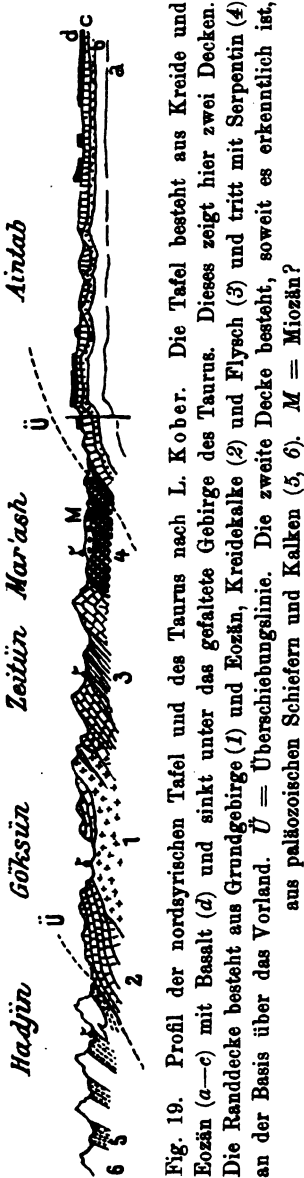 Hadjin Göksün Zeitün Mar'ash Aintab
Ü Ü
M
d
c
b
a
6 5 2 1 3 4
Fig. 19. Profil der nordsyrischen Tafel und des Taurus nach L. Kober. Die Tafel besteht aus Kreide und
Eozän (a—c) mit Basalt (d) und sinkt unter das gefaltete Gebirge des Taurus. Dieses zeigt hier zwei Decken.
Die Randdecke besteht aus Grundgebirge (1) und Eozän, Kreidekalke (2) und Flysch (3) und tritt mit Serpentin (4)
an der Basis über das Vorland. Ü = Überschiebungslinie. Die zweite Decke besteht, soweit es erkenntlich ist,
aus paläozoischen Schiefern und Kalken (5, 6). M = Miozän?